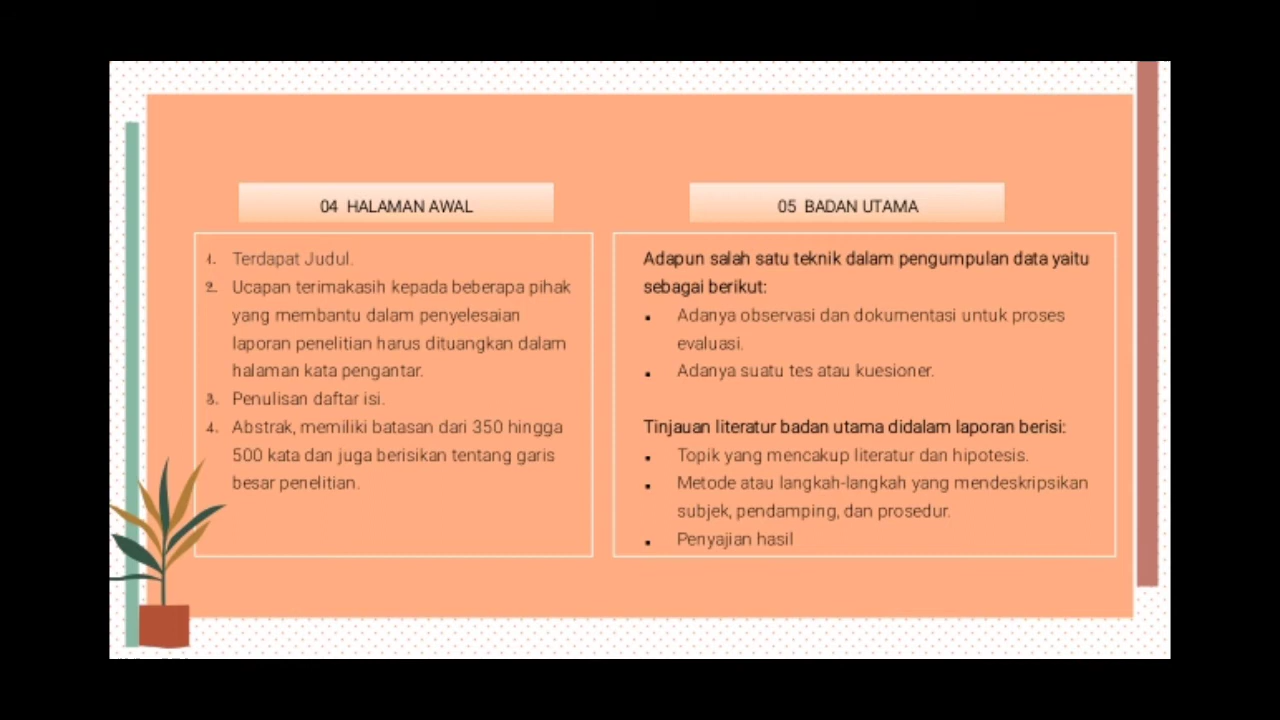 04 HALAMAN AWAL
1. Terdapat Judul.
2. Ucapan terimakasih kepada beberapa pihak
yang membantu dalam penyelesaian
laporan penelitian harus dituangkan dalam
halaman kata pengantar.
3. Penulisan daftar isi.
4. Abstrak, memiliki batasan dari 350 hingga
500 kata dan juga berisikan tentang garis
besar penelitian.
05 BADAN UTAMA
Adapun salah satu teknik dalam pengumpulan data yaitu
sebagai berikut:
▪ Adanya observasi dan dokumentasi untuk proses
evaluasi.
▪ Adanya suatu tes atau kuesioner.
Tinjauan literatur badan utama didalam laporan berisi:
▪ Topik yang mencakup literatur dan hipotesis.
▪ Metode atau langkah-langkah yang mendeskripsikan
subjek, pendamping, dan prosedur.
▪ Penyajian hasil